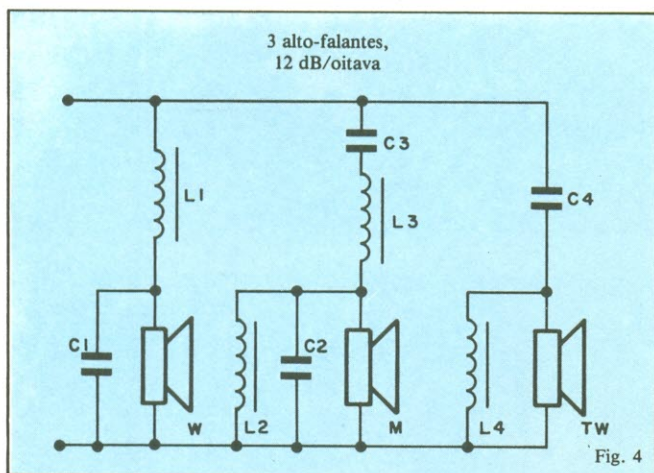 3 alto-falantes,
12 dB/oitava
C3
L1
L3
C4
C1
C2
W
L2
M
L4
TW
Fig. 4